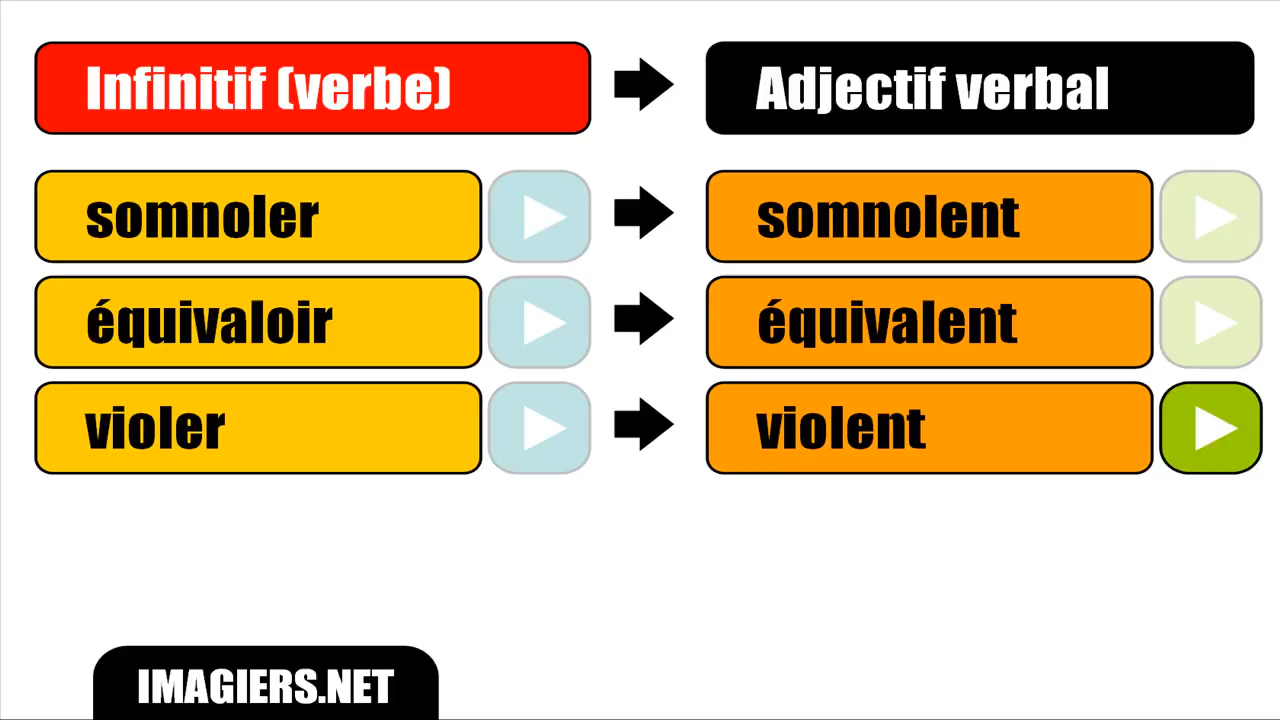 Infinitif (verbe) Adjectif verbal
somnoler somnolent
équivaloir équivalent
violer violent
IMAGIERS.NET